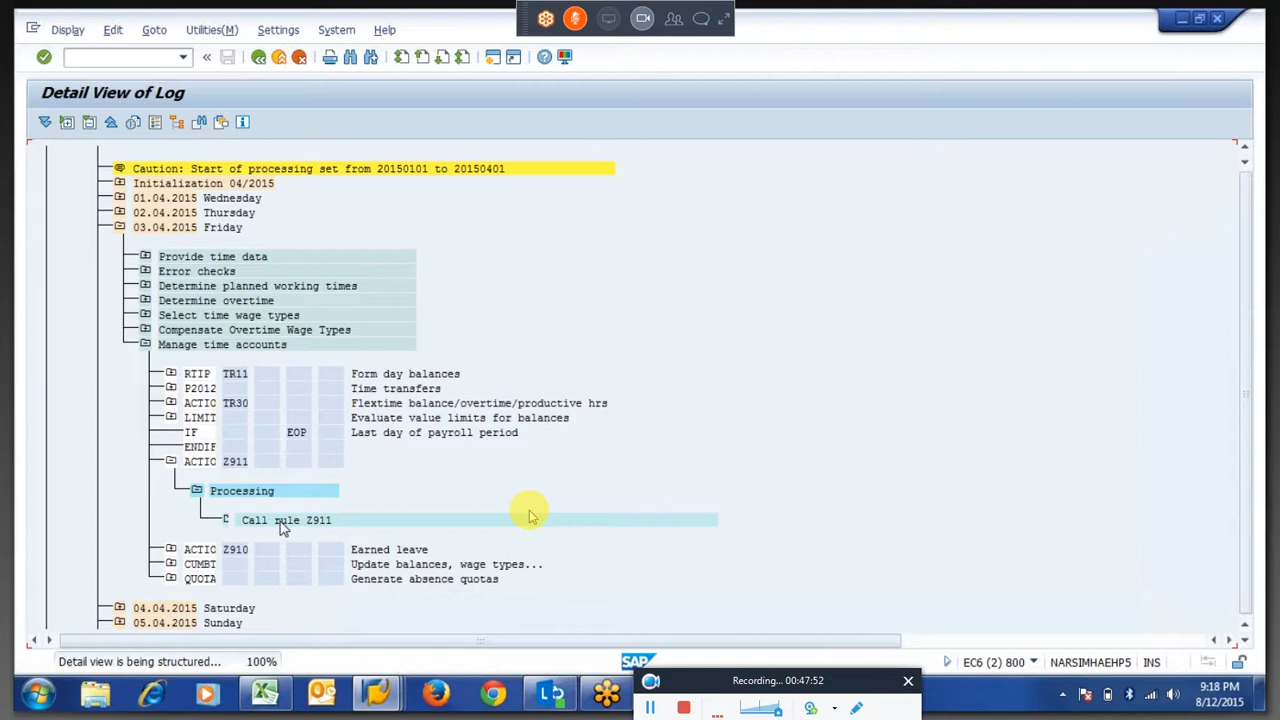 Display Edit Goto Utilities(M) Settings System Help
Detail View of Log
Caution: Start of processing set from 20150101 to 20150401
Initialization 04/2015
01.04.2015 Wednesday
02.04.2015 Thursday
03.04.2015 Friday
Provide time data
Error checks
Determine planned working times
Determine overtime
Select time wage types
Compensate Overtime Wage Types
Manage time accounts
RTIP TR11 Form day balances
P2012 Time transfers
ACTIO TR30 Flextime balance/overtime/productive hrs
LIMIT Evaluate value limits for balances
IF EOP Last day of payroll period
ENDIF
ACTIO Z911
Processing
Call rule Z911
ACTIO Z910 Earned leave
CUMBT Update balances, wage types...
QUOTA Generate absence quotas
04.04.2015 Saturday
05.04.2015 Sunday
Detail view is being structured... 100% SAP EC6 (2) 800 NARSIMHAEHP5 INS
Recording... 00:47:52
9:18 PM
8/12/2015